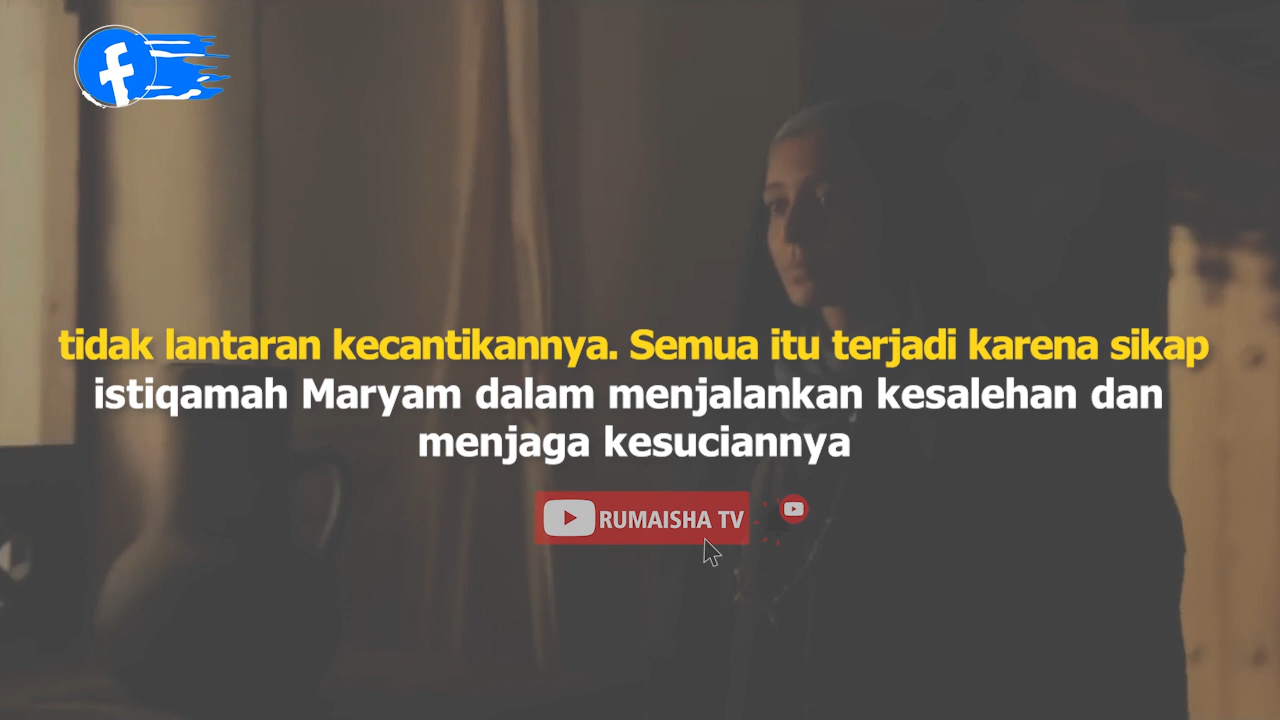 tidak lantaran kecantikannya. Semua itu terjadi karena sikap
istiqamah Maryam dalam menjalankan kesalehan dan
menjaga kesuciannya
RUMAISHA TV